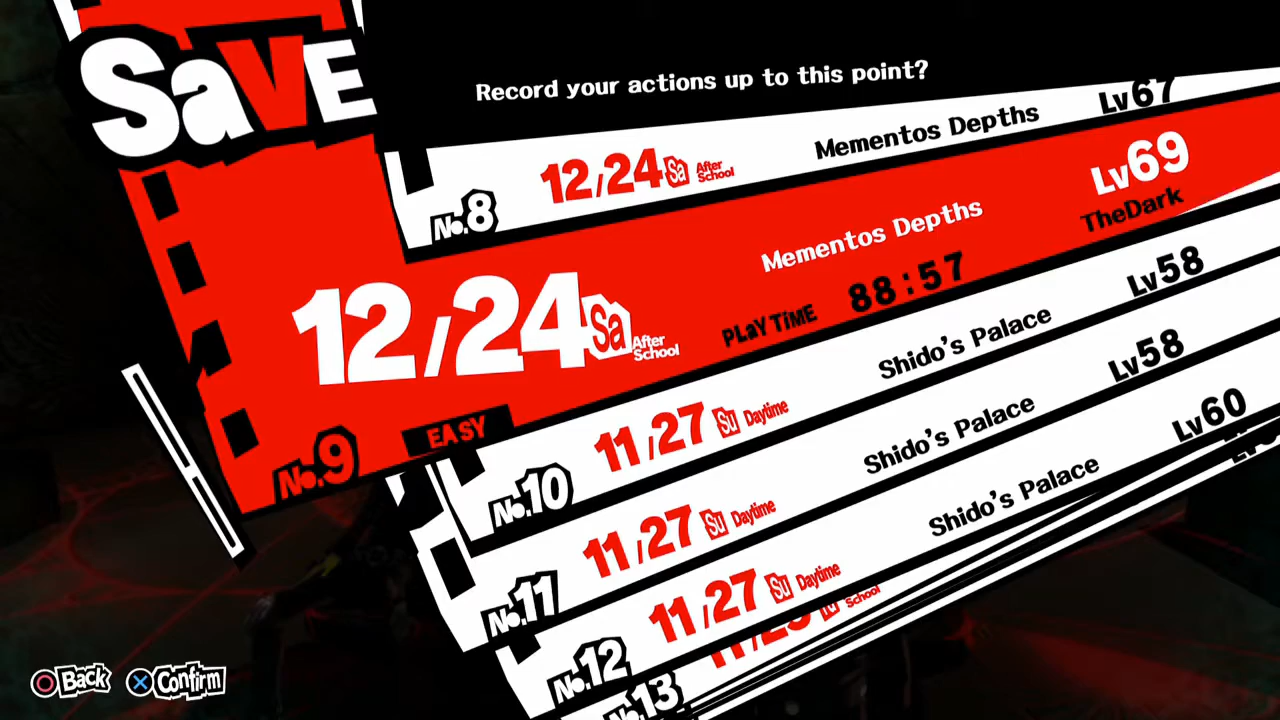 SaVE
Record your actions up to this point?
No.8 12/24 Sa After School Mementos Depths Lv67
No.9 12/24 Sa After School Mementos Depths Lv69
TheDark
PLaY TiME 88:57
EASY
No.10 11/27 Su Daytime Shido's Palace Lv58
No.11 11/27 Su Daytime Shido's Palace Lv58
No.12 11/27 Su Daytime Shido's Palace Lv60
No.13 School
Back Confirm